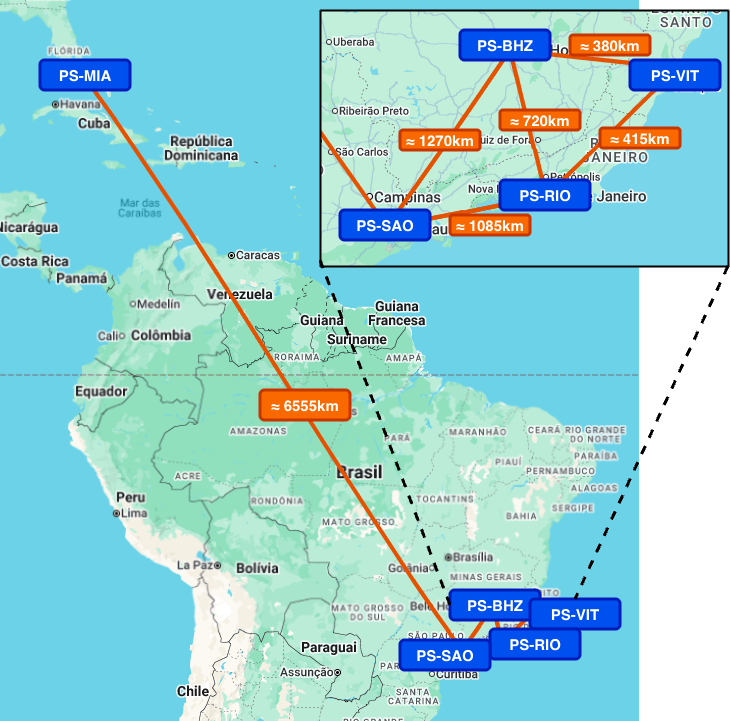 ESPÍRITO
SANTO
Uberaba
PS-BHZ
≈ 380km
PS-VIT
Ribeirão Preto
≈ 720km
São Carlos
≈ 1270km
uiz de Fora
≈ 415km
JANEIRO
Petrópolis
Campinas
Nova I
PS-RIO
e Janeiro
PS-SAO
≈ 1085km
FLÓRIDA
PS-MIA
Havana
Cuba
República
Dominicana
Mar das
Caraíbas
Nicarágua
Costa Rica
Panamá
Caracas
Venezuela
Medelín
Cali
Colômbia
Guiana
Guiana
Francesa
Suriname
RORAIMA
AMAPÁ
Equador
≈ 6555km
AMAZONAS
PARÁ
MARANHÃO
CEARÁ
RIO GRANDE
DO NORTE
PARAÍBA
PIAUÍ
PERNAMBUCO
ALAGOAS
SERGIPE
ACRE
Brasil
TOCANTINS
RONDÔNIA
BAHIA
Peru
Lima
MATO GROSSO
La Paz
Bolívia
Brasília
Goiânia
MINAS GERAIS
MATO GROSSO
DO SUL
Belo Ho
PS-BHZ
ITO
PS-VIT
SÃO PAULO
PS-RIO
PS-SAO
Paraguai
Assunção
PAR
Curitiba
SANTA
CATARINA
Chile
RIO GRANDE